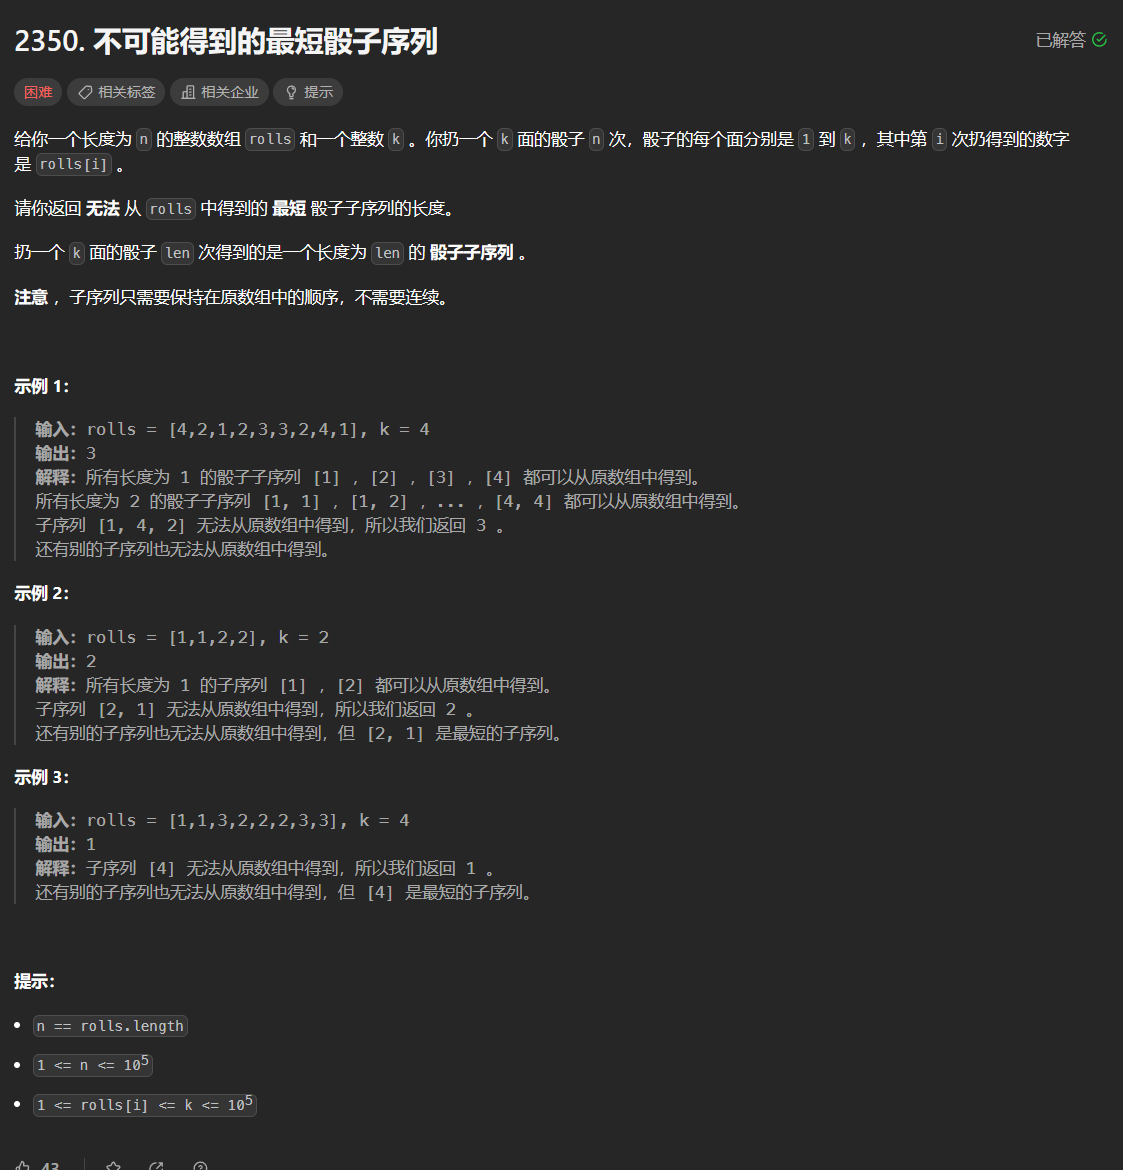 2350. 不可能得到的最短骰子序列
已解答
困难 相关标签 相关企业 提示
给你一个长度为 n 的整数数组 rolls 和一个整数 k 。你扔一个 k 面的骰子 n 次，骰子的每个面分别是 1 到 k ，其中第 i 次扔得到的数字
是 rolls[i] 。
请你返回 无法 从 rolls 中得到的 最短 骰子子序列的长度。
扔一个 k 面的骰子 len 次得到的是一个长度为 len 的 骰子子序列 。
注意 ，子序列只需要保持在原数组中的顺序，不需要连续。
示例 1：
输入：rolls = [4,2,1,2,3,3,2,4,1], k = 4
输出：3
解释：所有长度为 1 的骰子子序列 [1] ，[2] ，[3] ，[4] 都可以从原数组中得到。
所有长度为 2 的骰子子序列 [1, 1] ，[1, 2] ，... ，[4, 4] 都可以从原数组中得到。
子序列 [1, 4, 2] 无法从原数组中得到，所以我们返回 3 。
还有别的子序列也无法从原数组中得到。
示例 2：
输入：rolls = [1,1,2,2], k = 2
输出：2
解释：所有长度为 1 的子序列 [1] ，[2] 都可以从原数组中得到。
子序列 [2, 1] 无法从原数组中得到，所以我们返回 2 。
还有别的子序列也无法从原数组中得到，但 [2, 1] 是最短的子序列。
示例 3：
输入：rolls = [1,1,3,2,2,2,3,3], k = 4
输出：1
解释：子序列 [4] 无法从原数组中得到，所以我们返回 1 。
还有别的子序列也无法从原数组中得到，但 [4] 是最短的子序列。
提示：
n == rolls.length
1 <= n <= 10⁵
1 <= rolls[i] <= k <= 10⁵
43